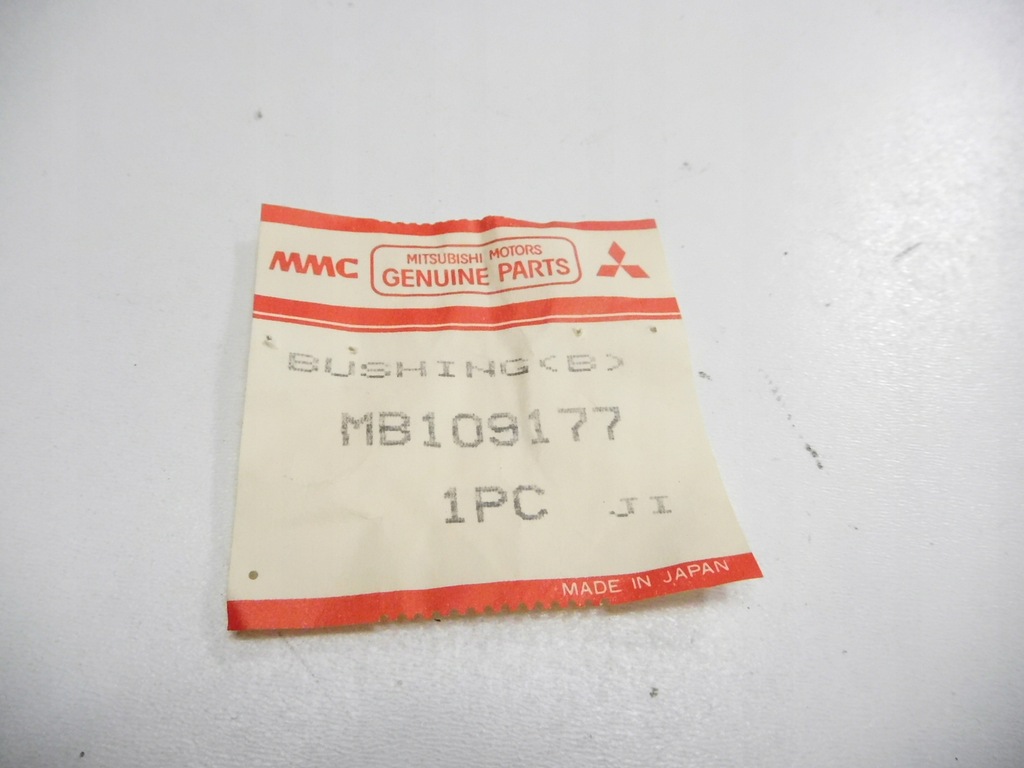 MMC
MITSUBISHI MOTORS
GENUINE PARTS
BUSHING(B)
MB109177
1PC JI
MADE IN JAPAN